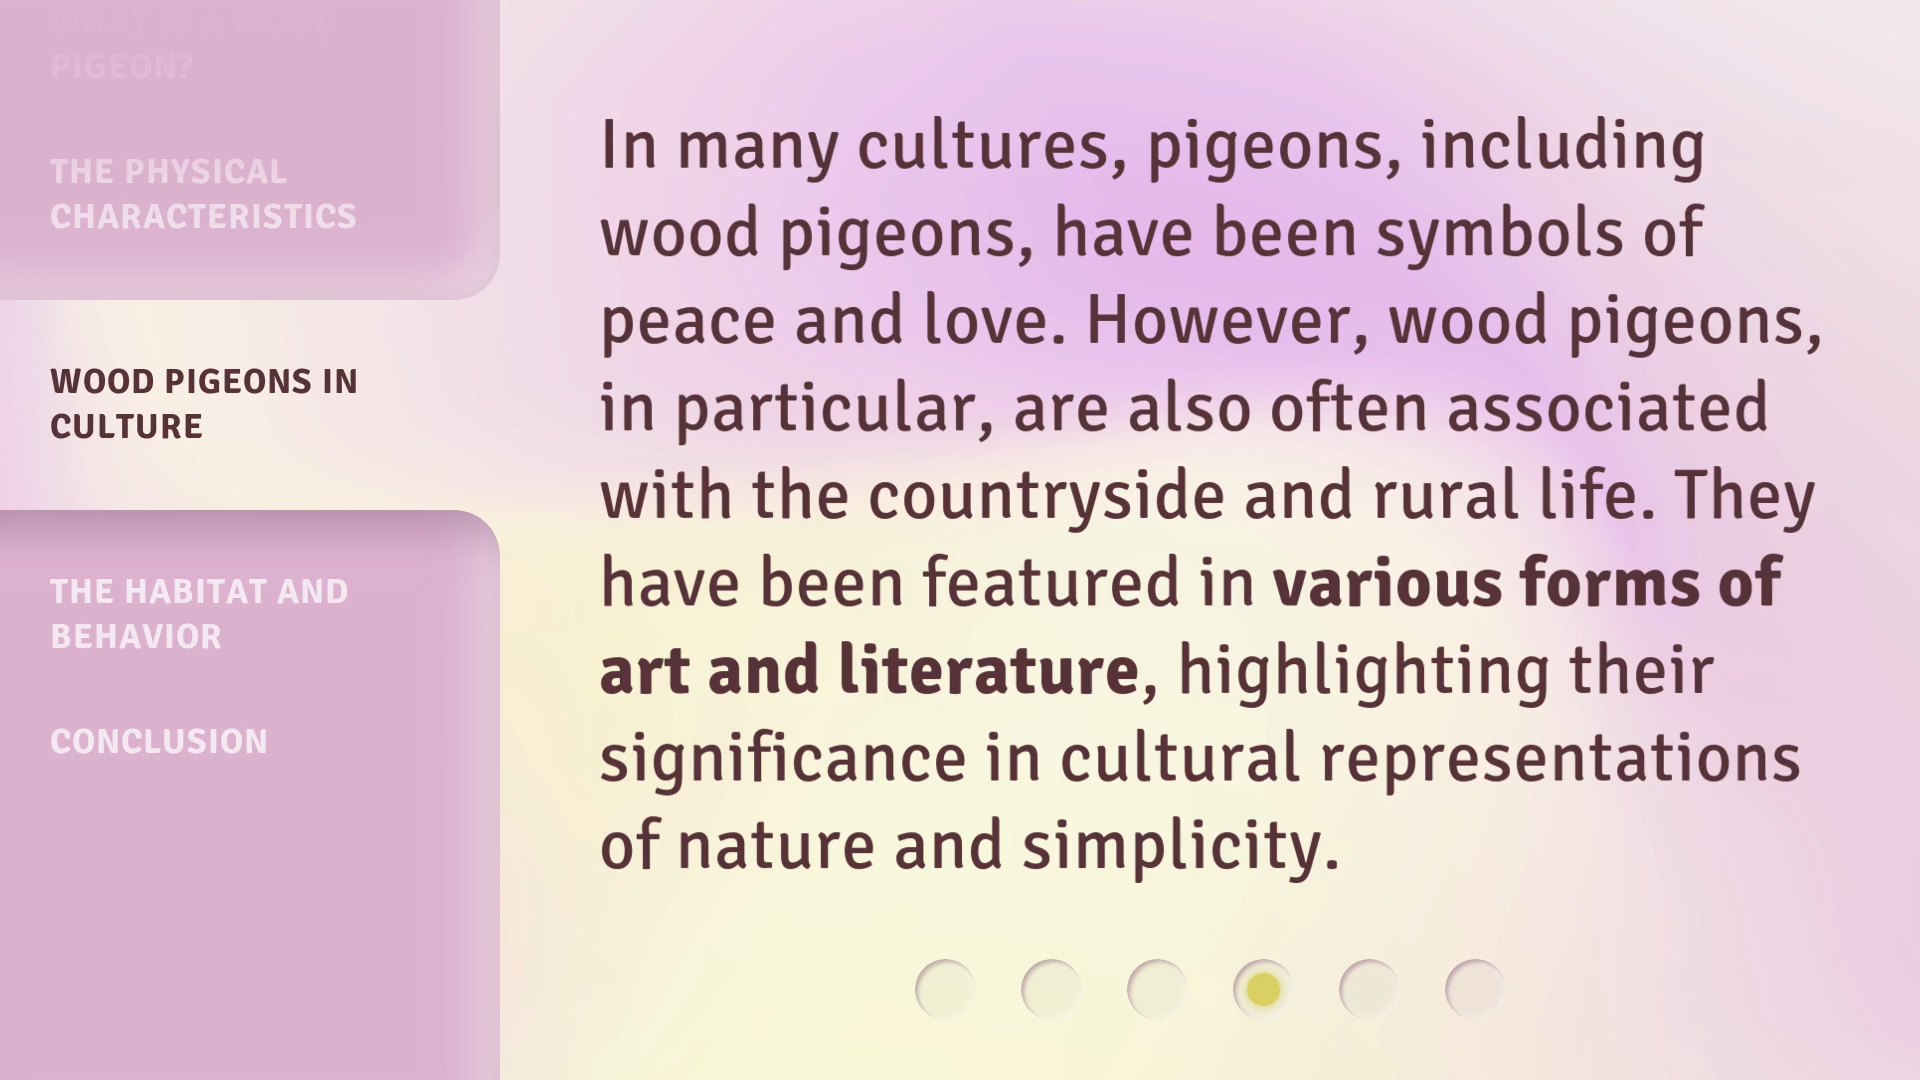 WHAT IS A WOOD
PIGEON?
THE PHYSICAL
CHARACTERISTICS
WOOD PIGEONS IN
CULTURE
THE HABITAT AND
BEHAVIOR
CONCLUSION
In many cultures, pigeons, including
wood pigeons, have been symbols of
peace and love. However, wood pigeons,
in particular, are also often associated
with the countryside and rural life. They
have been featured in various forms of
art and literature, highlighting their
significance in cultural representations
of nature and simplicity.